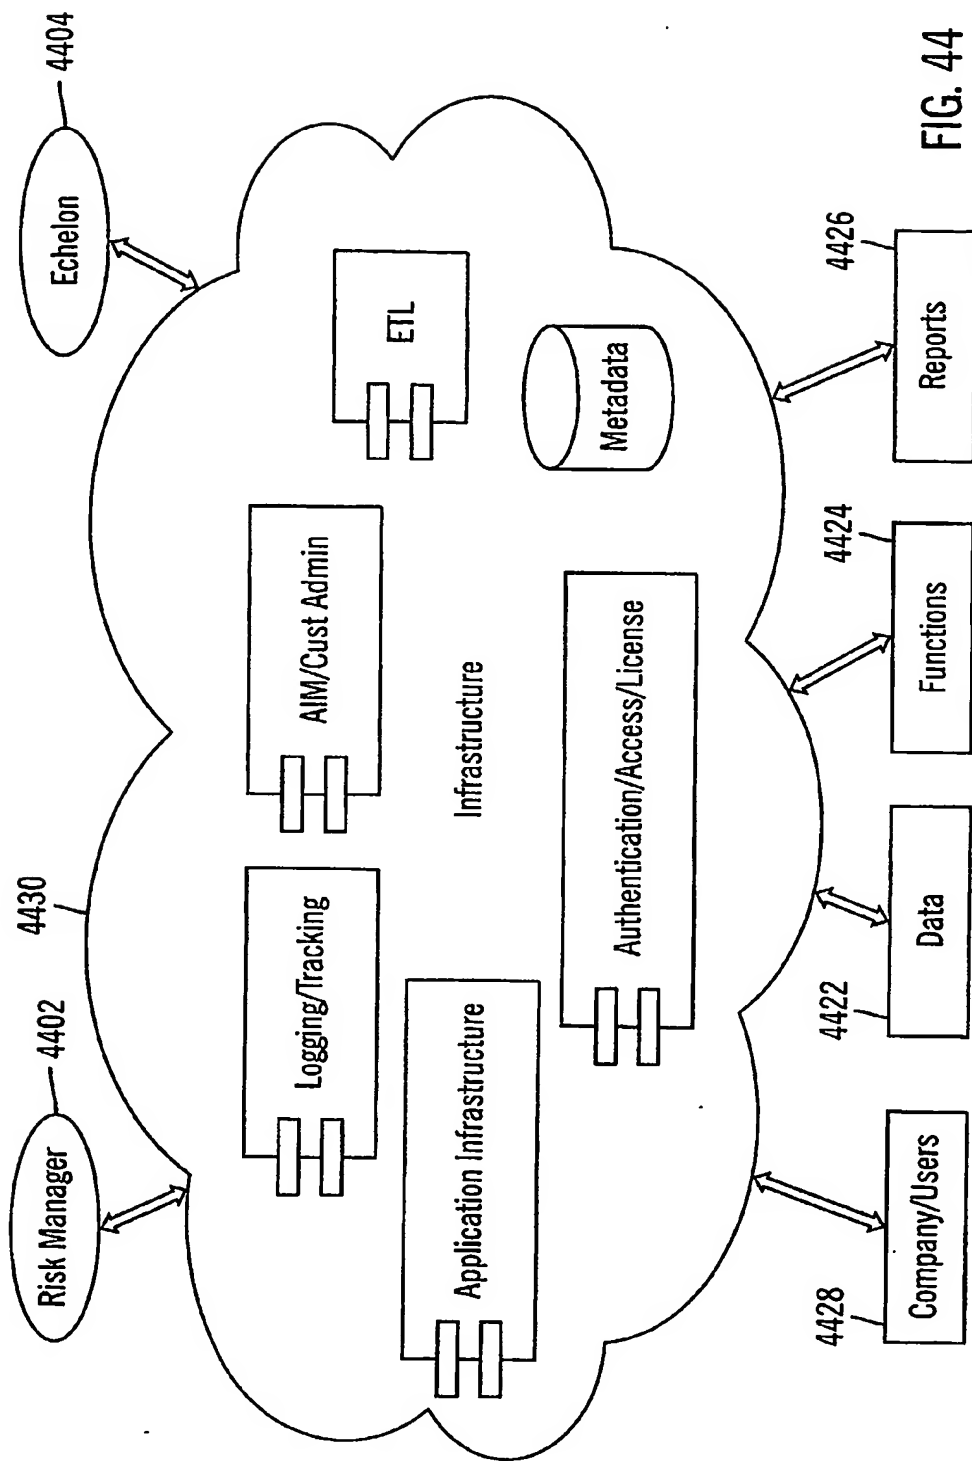 Risk Manager
4402
4430
Echelon
4404
Logging/Tracking
AIM/Cust Admin
ETL
Application Infrastructure
Infrastructure
Authentication/Access/License
Metadata
4428
Company/Users
4422
Data
4424
Functions
4426
Reports
FIG. 44